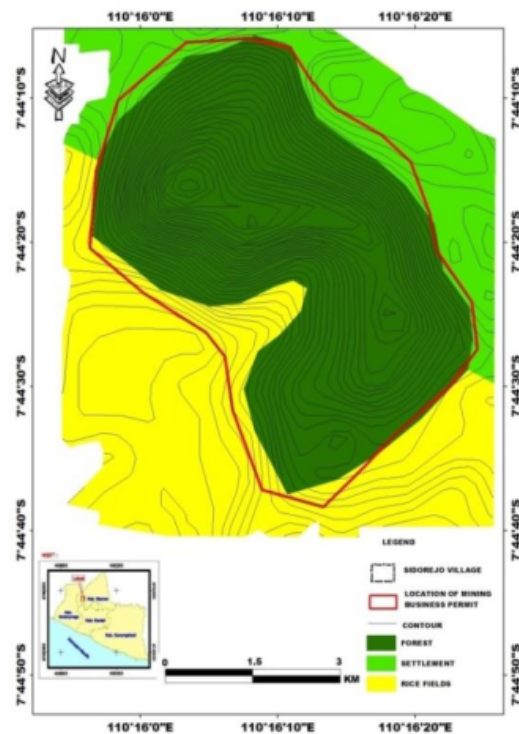 110°16'0"E 110°16'10"E 110°16'20"E
N
7°44'10"S 7°44'10"S
7°44'20"S 7°44'20"S
7°44'30"S 7°44'30"S
7°44'40"S 7°44'40"S
7°44'50"S 7°44'50"S
LEGEND
SIDOREJO VILLAGE
LOCATION OF MINING
BUSINESS PERMIT
CONTOUR
FOREST
SETTLEMENT
RICE FIELDS
0 1.5 3
KM
110°16'0"E 110°16'10"E 110°16'20"E